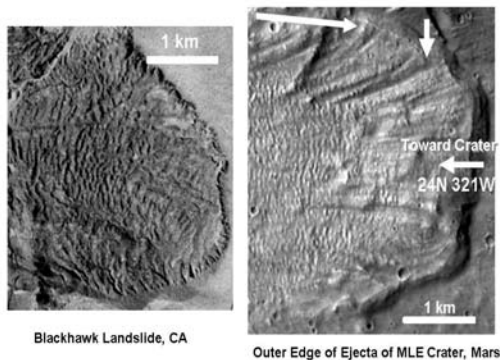 1 km
Toward Crater
24N 321W
1 km
Blackhawk Landslide, CA
Outer Edge of Ejecta of MLE Crater, Mars